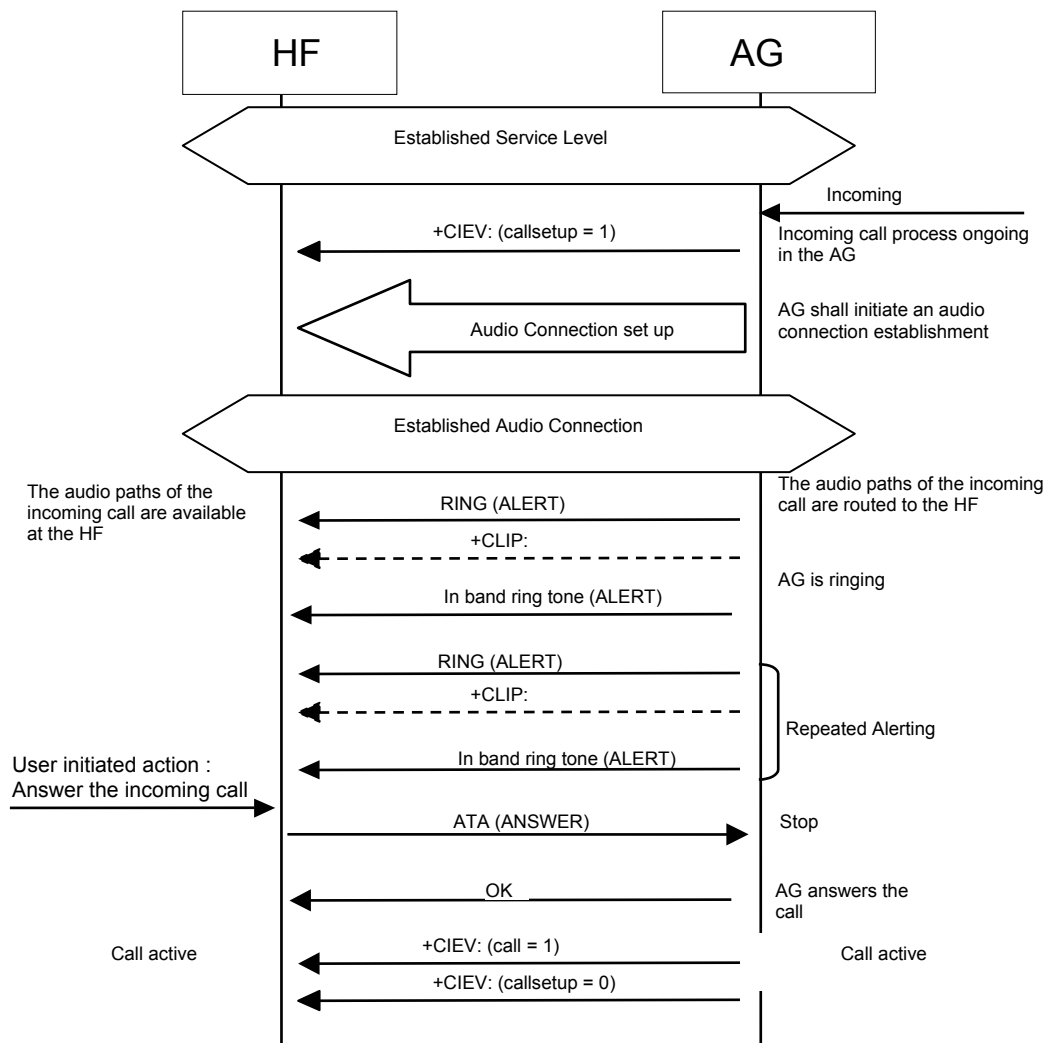 HF
AG
Established Service Level
Incoming
+CIEV: (callsetup = 1)
Incoming call process ongoing
in the AG
Audio Connection set up
AG shall initiate an audio
connection establishment
Established Audio Connection
The audio paths of the
incoming call are available
at the HF
The audio paths of the incoming
call are routed to the HF
RING (ALERT)
+CLIP:
AG is ringing
In band ring tone (ALERT)
RING (ALERT)
+CLIP:
Repeated Alerting
In band ring tone (ALERT)
User initiated action :
Answer the incoming call
ATA (ANSWER)
Stop
OK
AG answers the
call
Call active
+CIEV: (call = 1)
Call active
+CIEV: (callsetup = 0)